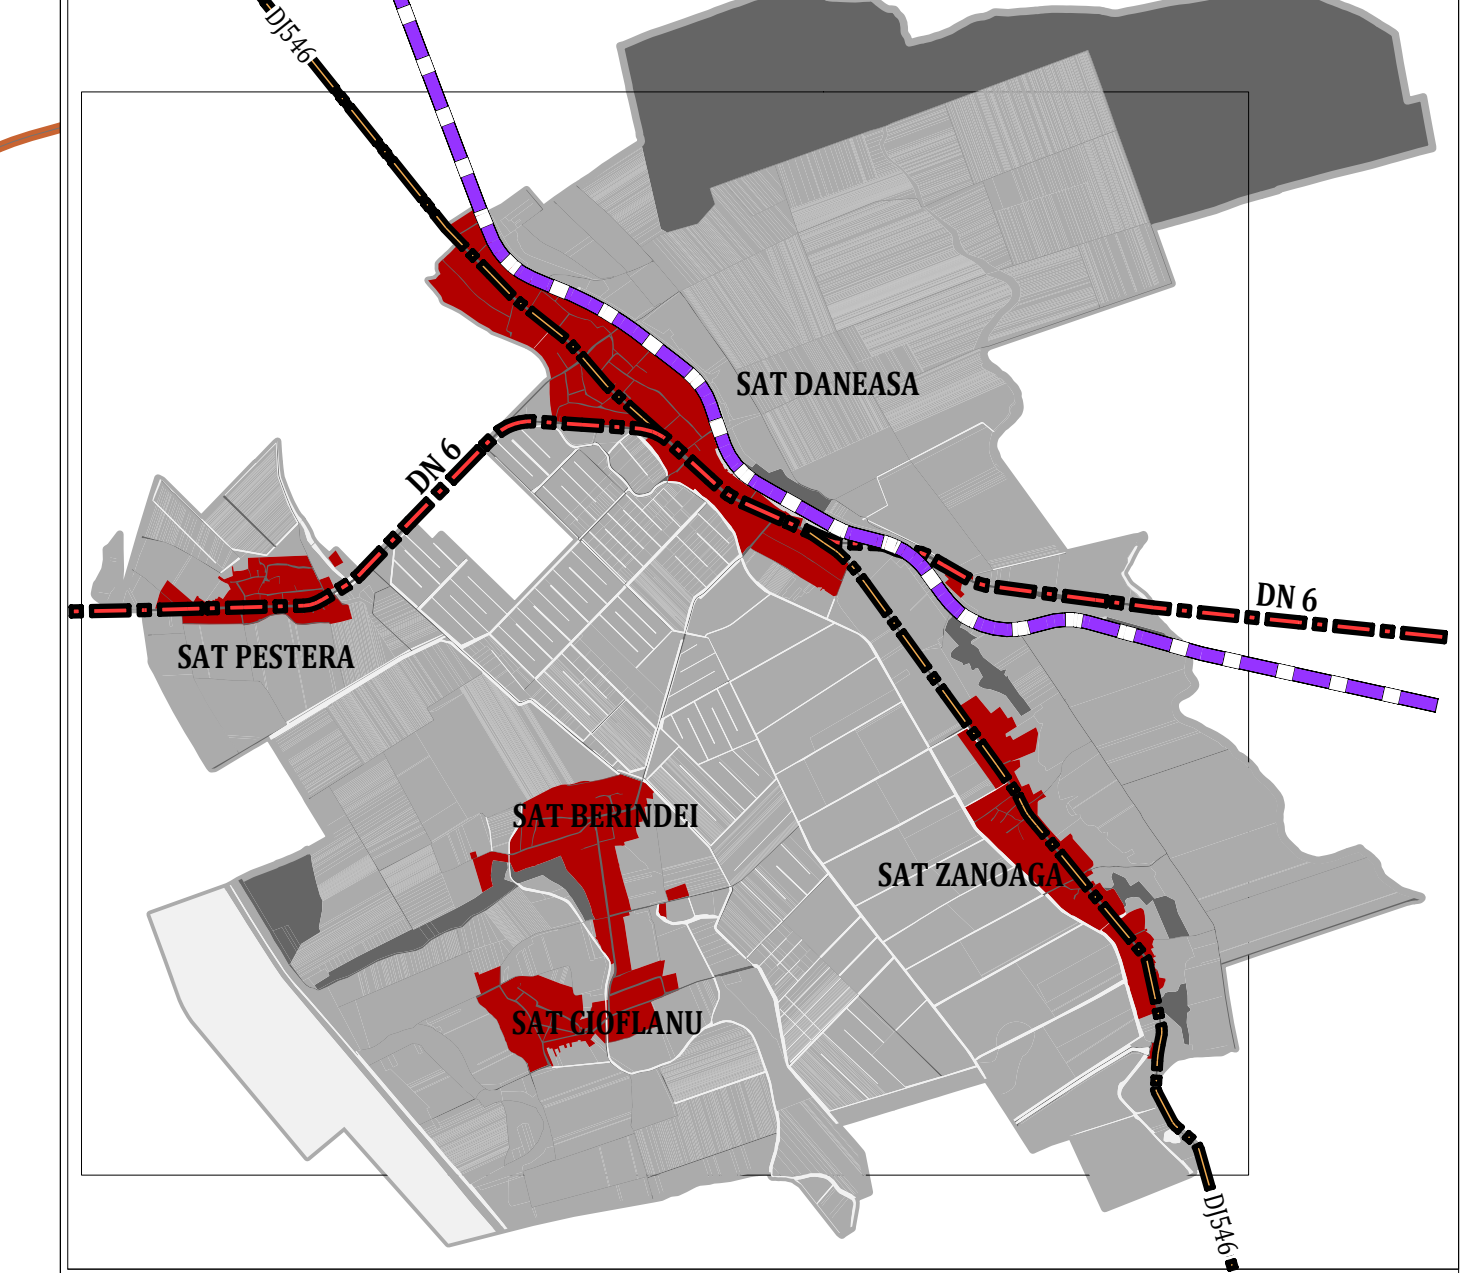 DJ546
SAT DANEASA
DN 6
DN 6
SAT PESTERA
SAT BERINDEI
SAT ZANOAGA
SAT CIOFLANU
DJ546